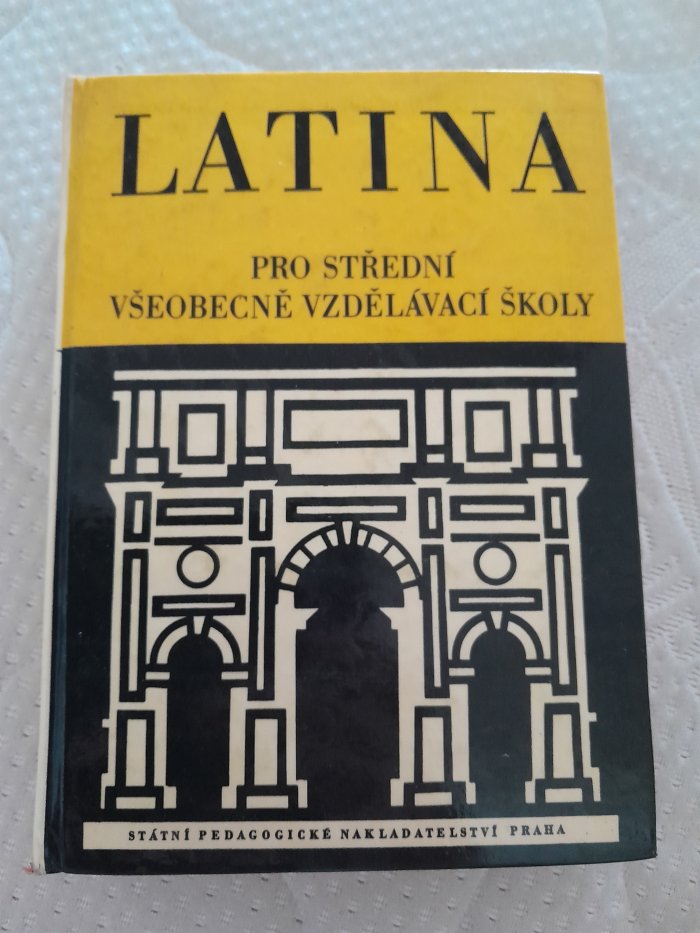 LATINA
PRO STŘEDNÍ
VŠEOBECNĚ VZDĚLÁVACÍ ŠKOLY
STÁTNÍ PEDAGOGICKÉ NAKLADATELSTVÍ PRAHA